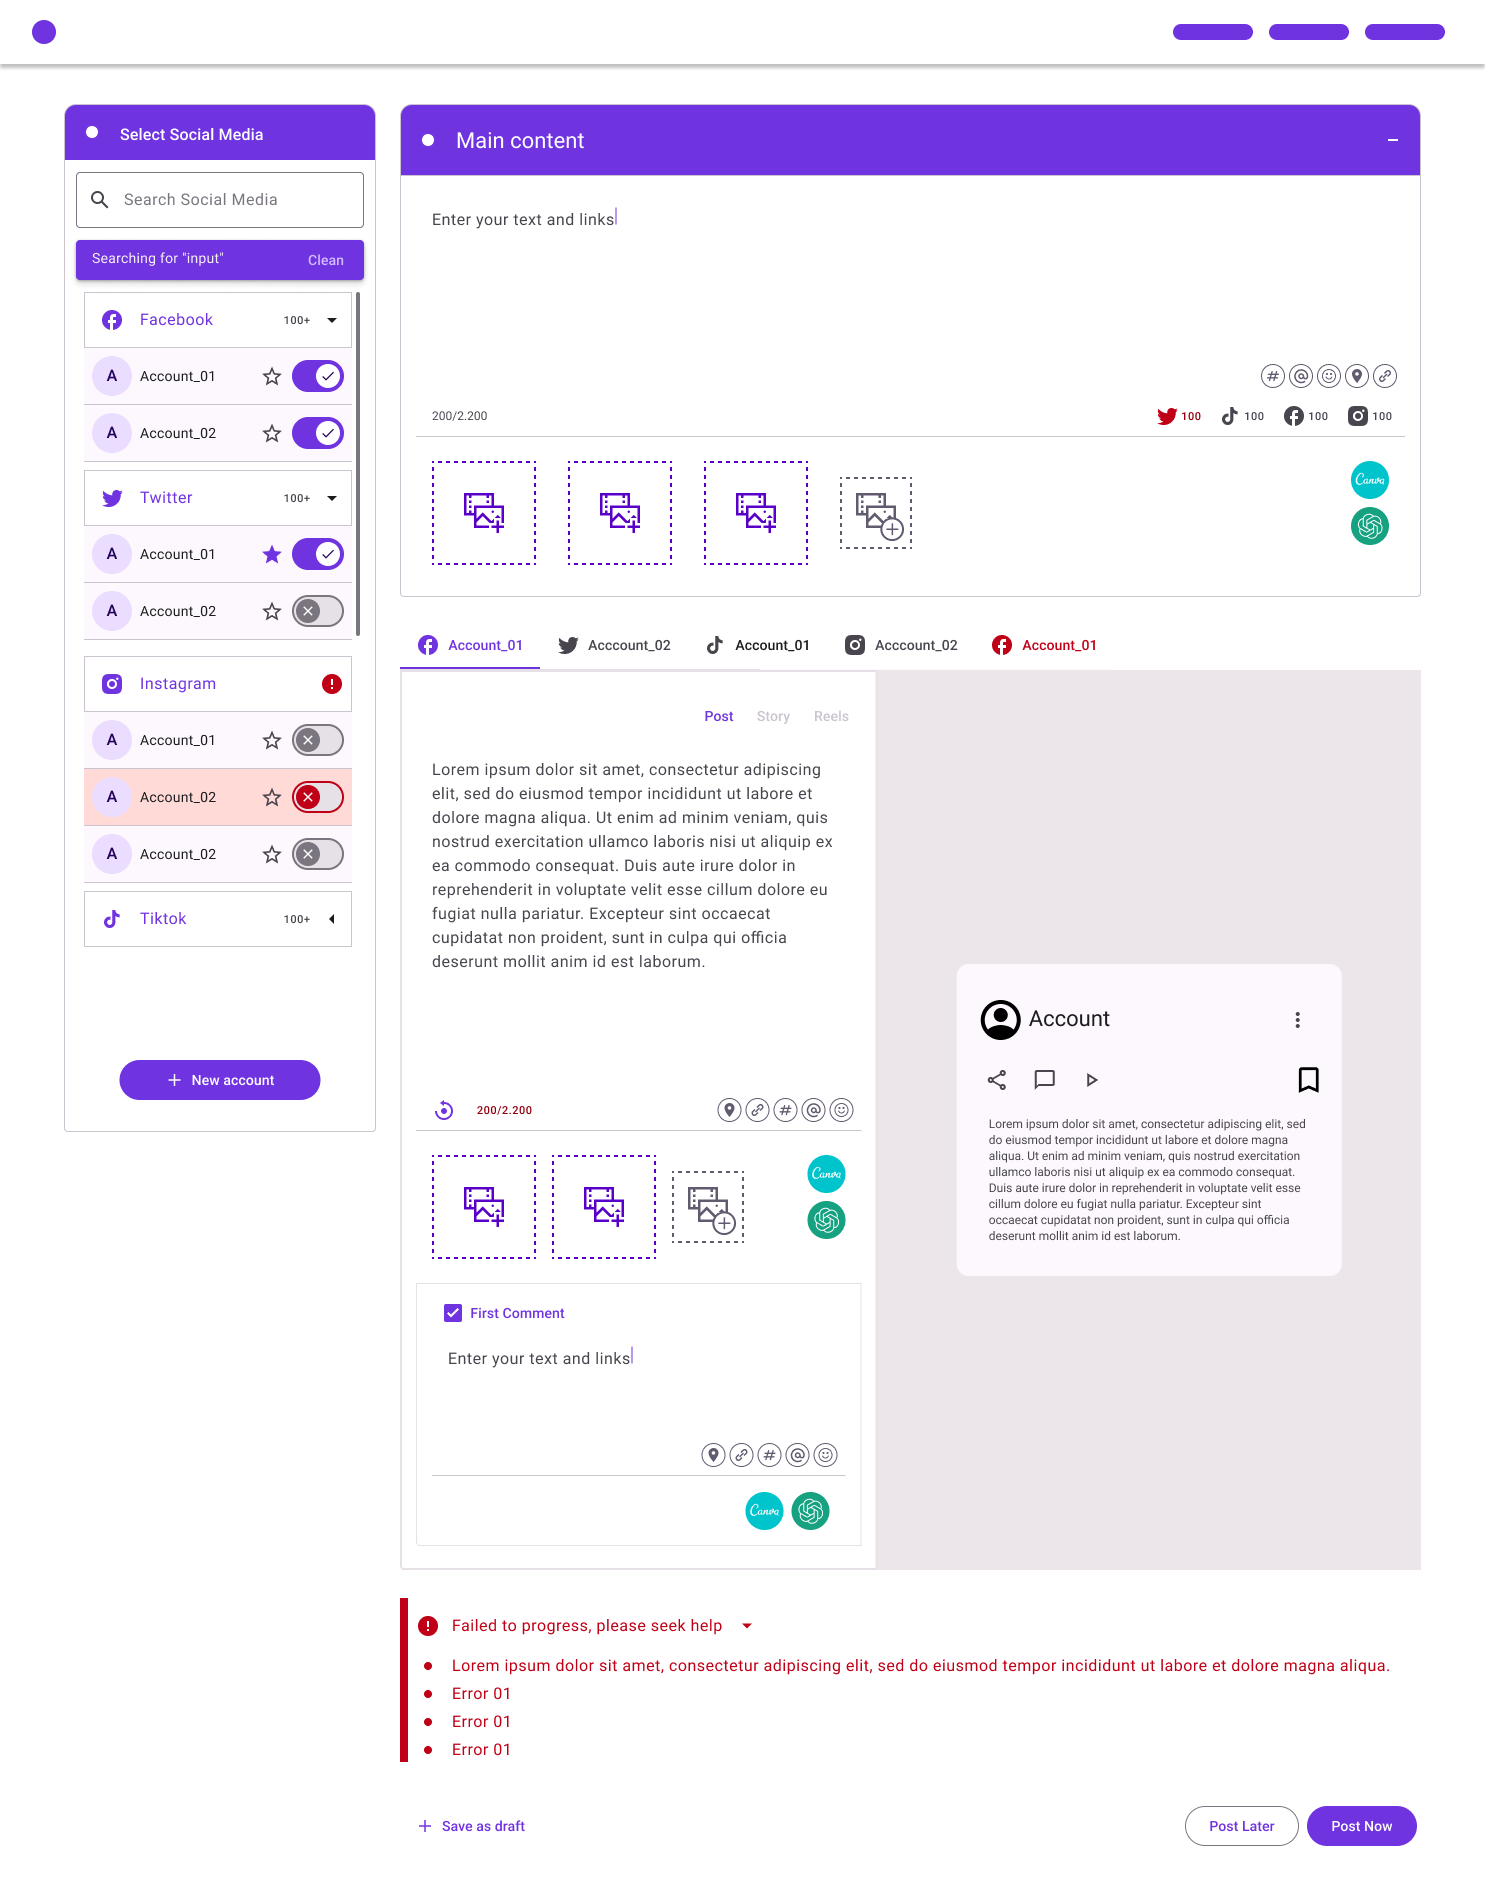 Select Social Media
Search Social Media
Searching for "input"
Clean
Facebook
100+
A
Account_01
A
Account_02
Twitter
100+
A
Account_01
A
Account_02
Instagram
A
Account_01
A
Account_02
A
Account_02
Tiktok
100+
New account
Main content
Enter your text and links
200/2.200
100
100
100
100
Canva
Account_01
Acccount_02
Account_01
Acccount_02
Account_01
Post
Story
Reels
Lorem ipsum dolor sit amet, consectetur adipiscing
elit, sed do eiusmod tempor incididunt ut labore et
dolore magna aliqua. Ut enim ad minim veniam, quis
nostrud exercitation ullamco laboris nisi ut aliquip ex
ea commodo consequat. Duis aute irure dolor in
reprehenderit in voluptate velit esse cillum dolore eu
fugiat nulla pariatur. Excepteur sint occaecat
cupidatat non proident, sunt in culpa qui officia
deserunt mollit anim id est laborum.
200/2.200
Canva
First Comment
Enter your text and links
Canva
Account
Lorem ipsum dolor sit amet, consectetur adipiscing elit, sed
do eiusmod tempor incididunt ut labore et dolore magna
aliqua. Ut enim ad minim veniam, quis nostrud exercitation
ullamco laboris nisi ut aliquip ex ea commodo consequat.
Duis aute irure dolor in reprehenderit in voluptate velit esse
cillum dolore eu fugiat nulla pariatur. Excepteur sint
occaecat cupidatat non proident, sunt in culpa qui officia
deserunt mollit anim id est laborum.
Failed to progress, please seek help
Lorem ipsum dolor sit amet, consectetur adipiscing elit, sed do eiusmod tempor incididunt ut labore et dolore magna aliqua.
Error 01
Error 01
Error 01
Save as draft
Post Later
Post Now